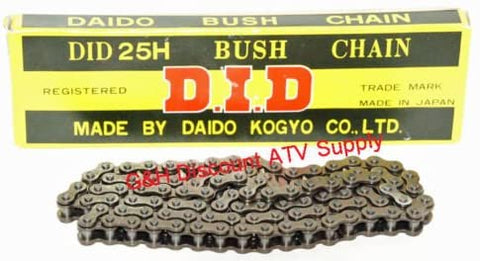 DAIDO BUSH CHAIN
DID 25H BUSH CHAIN
REGISTERED D.I.D TRADE MARK
MADE IN JAPAN
MADE BY DAIDO KOGYO CO.,LTD.
G&H Discount ATV Supply